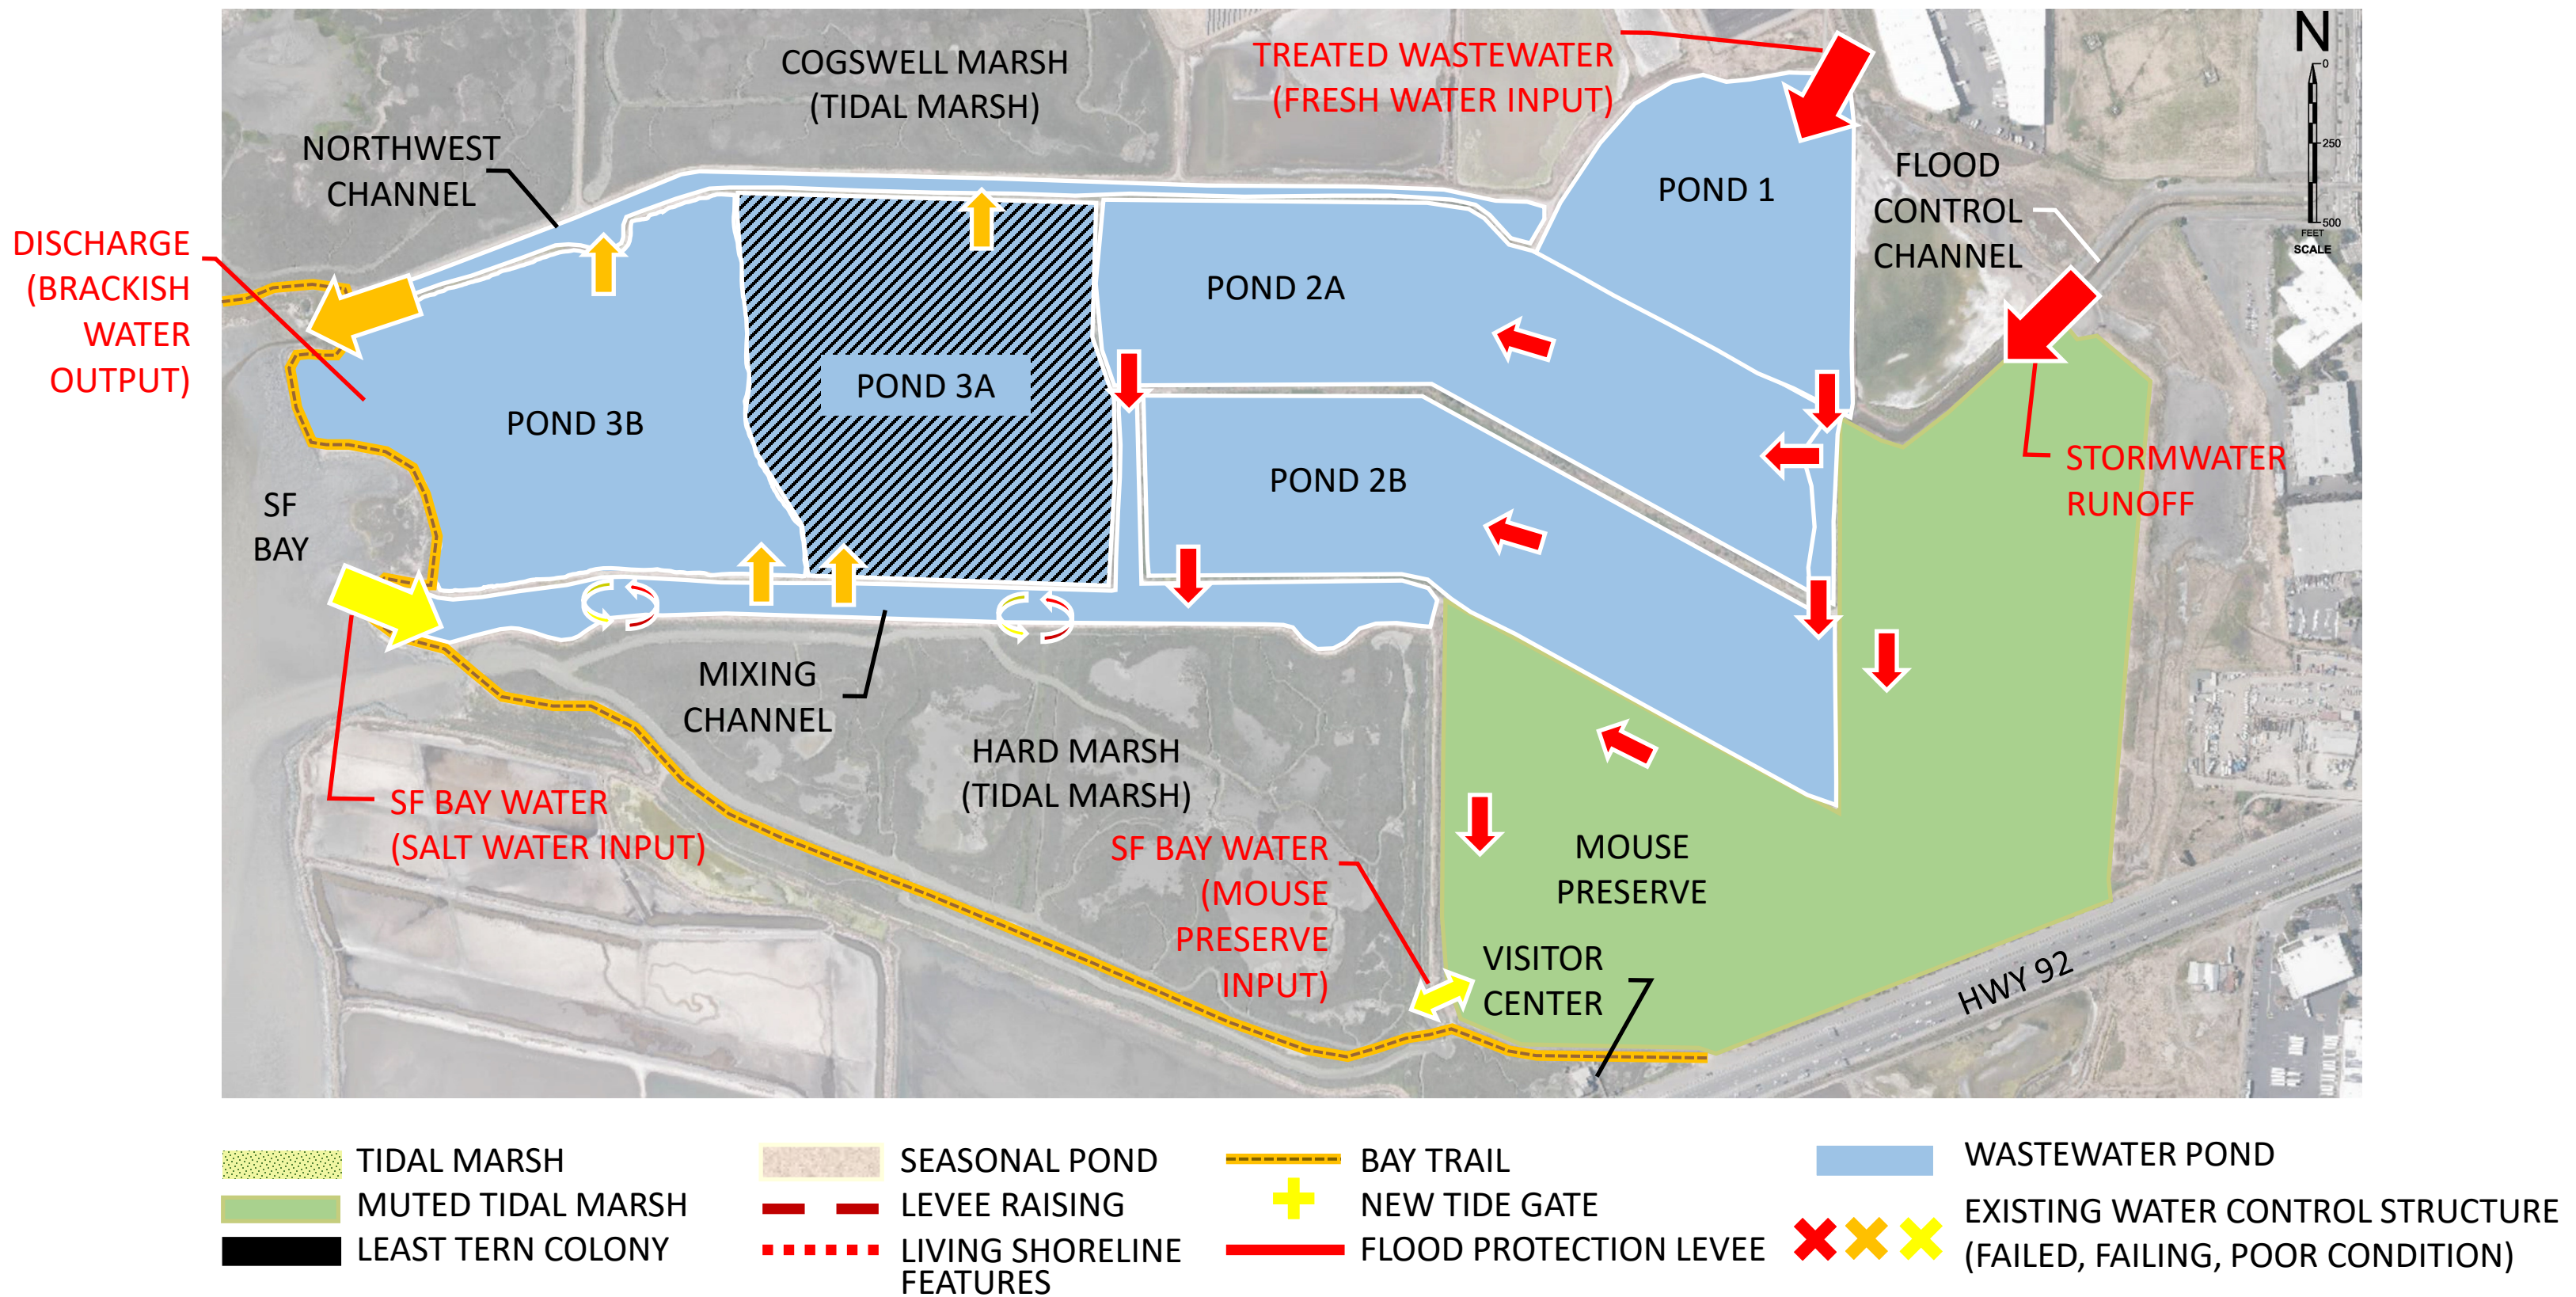 COGSWELL MARSH
(TIDAL MARSH)
TREATED WASTEWATER
(FRESH WATER INPUT)
N
0
250
500
FEET
SCALE
NORTHWEST
CHANNEL
POND 1
FLOOD
CONTROL
CHANNEL
DISCHARGE
(BRACKISH
WATER
OUTPUT)
POND 2A
POND 3A
POND 3B
POND 2B
STORMWATER
RUNOFF
SF
BAY
MIXING
CHANNEL
HARD MARSH
(TIDAL MARSH)
SF BAY WATER
(SALT WATER INPUT)
SF BAY WATER
(MOUSE
PRESERVE
INPUT)
MOUSE
PRESERVE
VISITOR
CENTER
HWY 92
TIDAL MARSH
MUTED TIDAL MARSH
LEAST TERN COLONY
SEASONAL POND
LEVEE RAISING
LIVING SHORELINE
FEATURES
BAY TRAIL
NEW TIDE GATE
FLOOD PROTECTION LEVEE
WASTEWATER POND
EXISTING WATER CONTROL STRUCTURE
(FAILED, FAILING, POOR CONDITION)